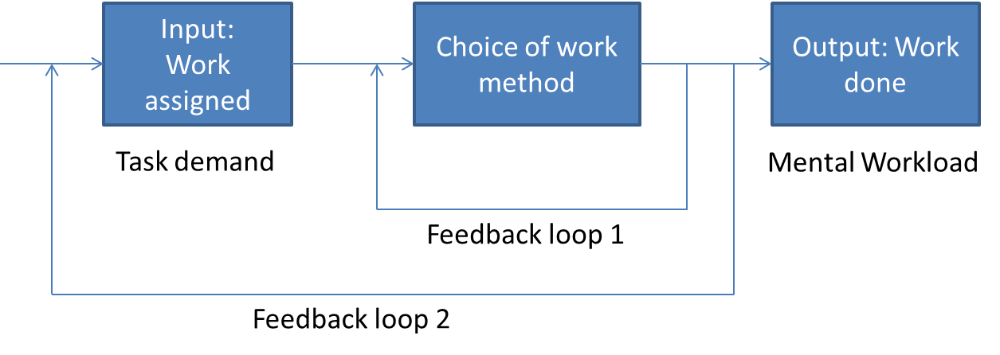 Input:
Work
assigned
Choice of work
method
Output: Work
done
Task demand
Mental Workload
Feedback loop 1
Feedback loop 2